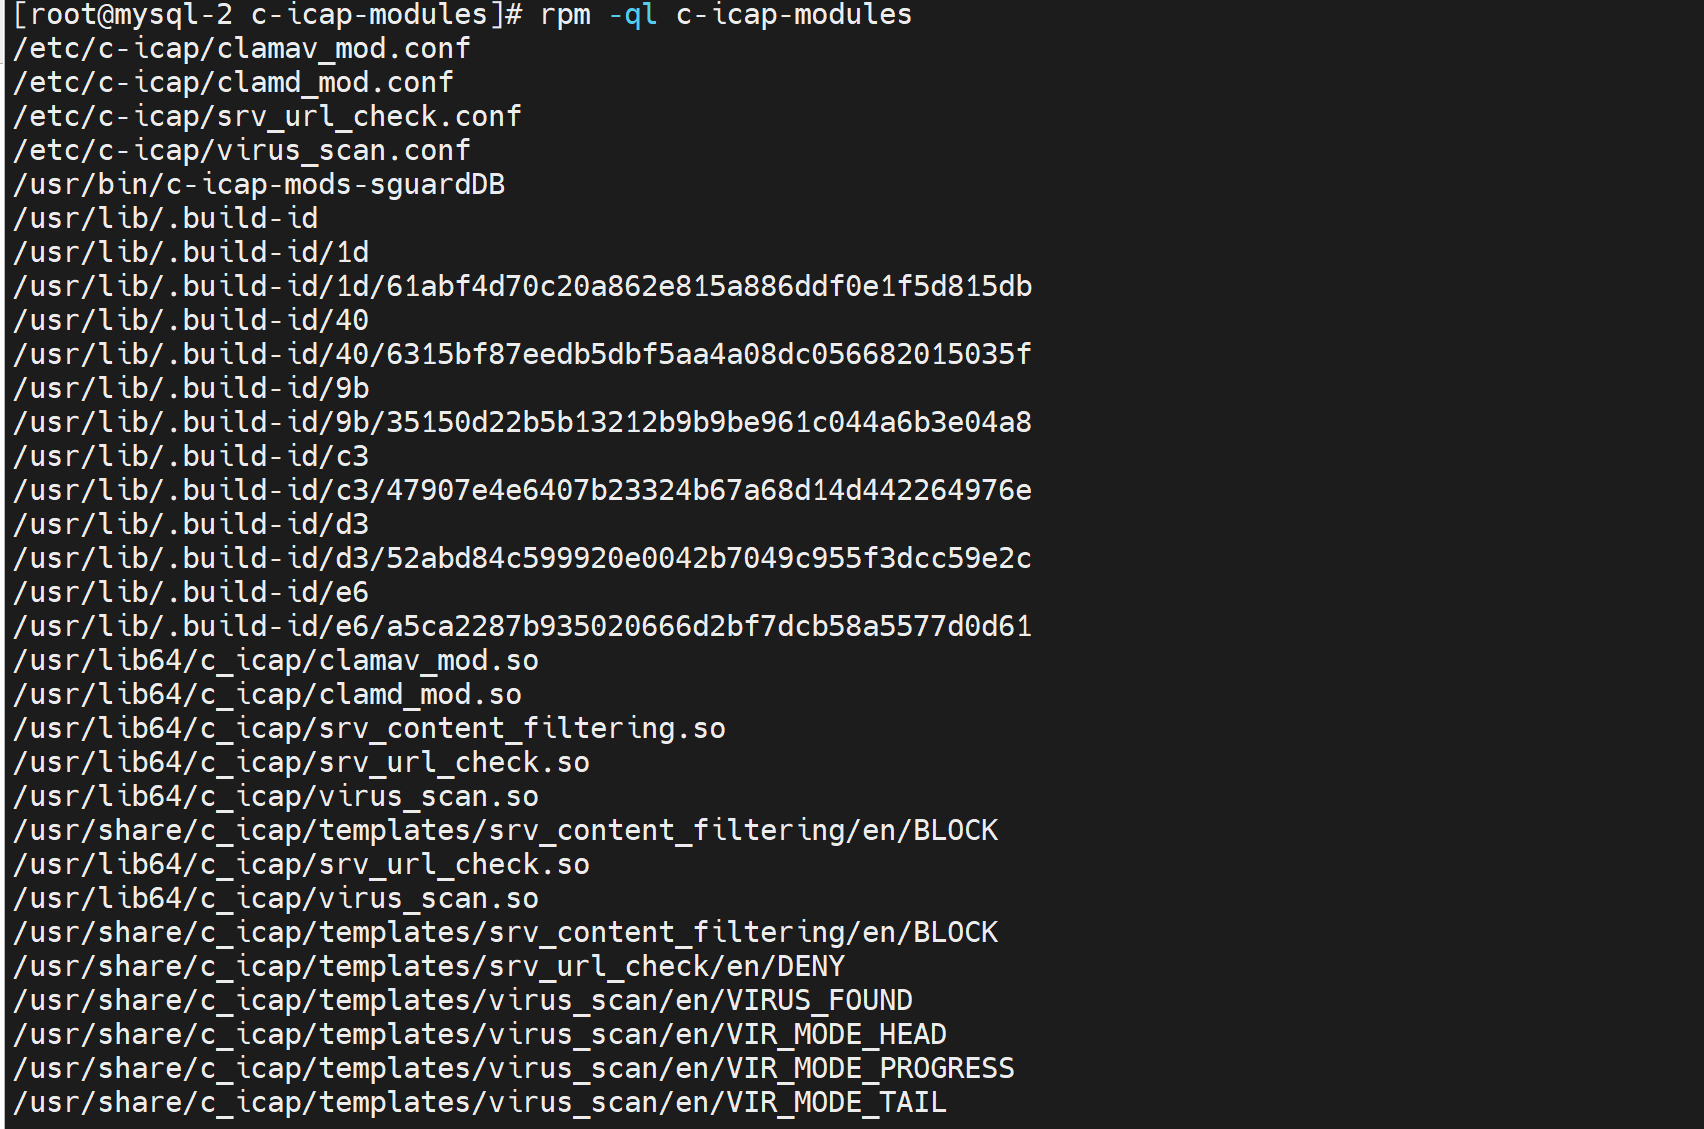 [root@mysql-2 c-icap-modules]# rpm -ql c-icap-modules
/etc/c-icap/clamav_mod.conf
/etc/c-icap/clamd_mod.conf
/etc/c-icap/srv_url_check.conf
/etc/c-icap/virus_scan.conf
/usr/bin/c-icap-mods-sguardDB
/usr/lib/.build-id
/usr/lib/.build-id/1d
/usr/lib/.build-id/1d/61abf4d70c20a862e815a886ddf0e1f5d815db
/usr/lib/.build-id/40
/usr/lib/.build-id/40/6315bf87eedb5dbf5aa4a08dc056682015035f
/usr/lib/.build-id/9b
/usr/lib/.build-id/9b/35150d22b5b13212b9b9be961c044a6b3e04a8
/usr/lib/.build-id/c3
/usr/lib/.build-id/c3/47907e4e6407b23324b67a68d14d442264976e
/usr/lib/.build-id/d3
/usr/lib/.build-id/d3/52abd84c599920e0042b7049c955f3dcc59e2c
/usr/lib/.build-id/e6
/usr/lib/.build-id/e6/a5ca2287b935020666d2bf7dcb58a5577d0d61
/usr/lib64/c_icap/clamav_mod.so
/usr/lib64/c_icap/clamd_mod.so
/usr/lib64/c_icap/srv_content_filtering.so
/usr/lib64/c_icap/srv_url_check.so
/usr/lib64/c_icap/virus_scan.so
/usr/share/c_icap/templates/srv_content_filtering/en/BLOCK
/usr/lib64/c_icap/srv_url_check.so
/usr/lib64/c_icap/virus_scan.so
/usr/share/c_icap/templates/srv_content_filtering/en/BLOCK
/usr/share/c_icap/templates/srv_url_check/en/DENY
/usr/share/c_icap/templates/virus_scan/en/VIRUS_FOUND
/usr/share/c_icap/templates/virus_scan/en/VIR_MODE_HEAD
/usr/share/c_icap/templates/virus_scan/en/VIR_MODE_PROGRESS
/usr/share/c_icap/templates/virus_scan/en/VIR_MODE_TAIL